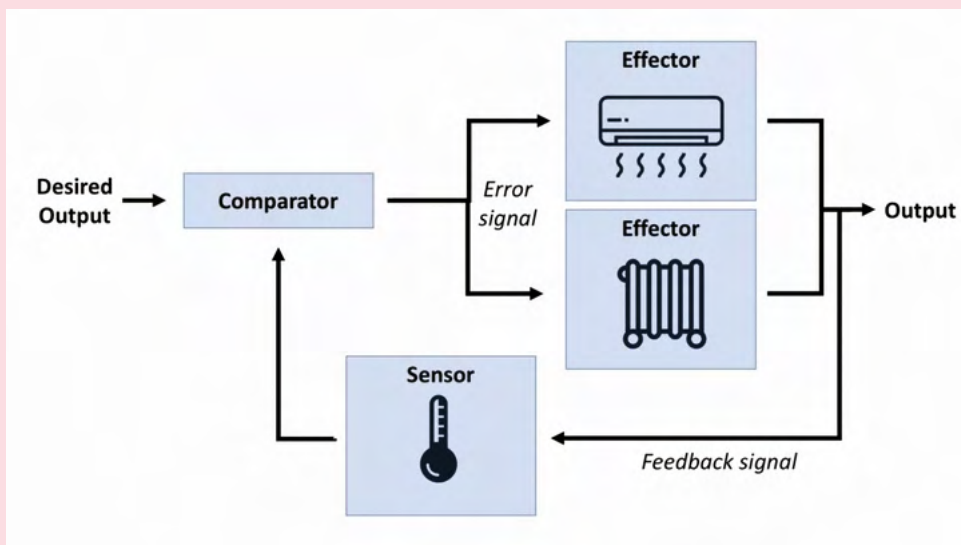 Effector
Desired
Output
Comparator
Error
signal
Effector
Output
Sensor
Feedback signal